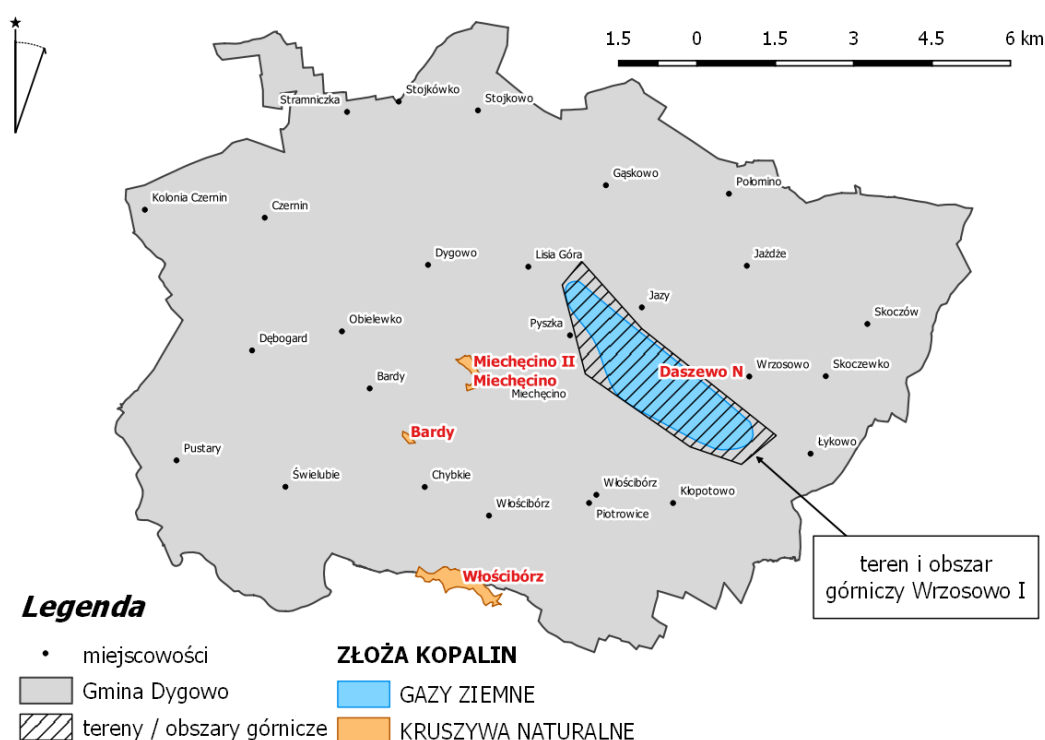 1.5 0 1.5 3 4.5 6 km
Stojkówko
Stramniczka
Stojkowo
Gąskowo
Połomino
Kolonia Czernin
Czernin
Dygowo
Lisia Góra
Jażdże
Jazy
Skoczów
Obielewko
Pyszka
Dębogard
Miechęcino II
Wrzosowo
Skoczewko
Daszewo N
Miechęcino
Bardy
Miechęcino
Bardy
Pustary
Łykowo
Świelubie
Chybkie
Włościbórz
Kłopotowo
Włościbórz
Piotrowice
teren i obszar
górniczy Wrzosowo I
Włościbórz
Legenda
miejscowości
Gmina Dygowo
tereny / obszary górnicze
ZŁOŻA KOPALIN
GAZY ZIEMNE
KRUSZYWA NATURALNE